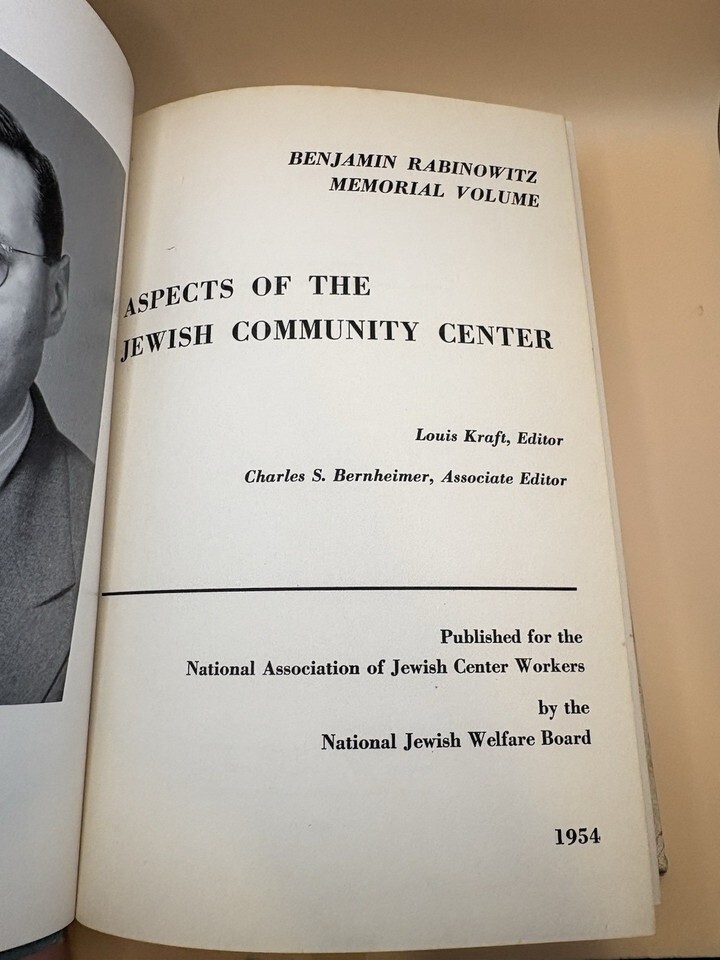 BENJAMIN RABINOWITZ
MEMORIAL VOLUME
ASPECTS OF THE
JEWISH COMMUNITY CENTER
Louis Kraft, Editor
Charles S. Bernheimer, Associate Editor
Published for the
National Association of Jewish Center Workers
by the
National Jewish Welfare Board
1954